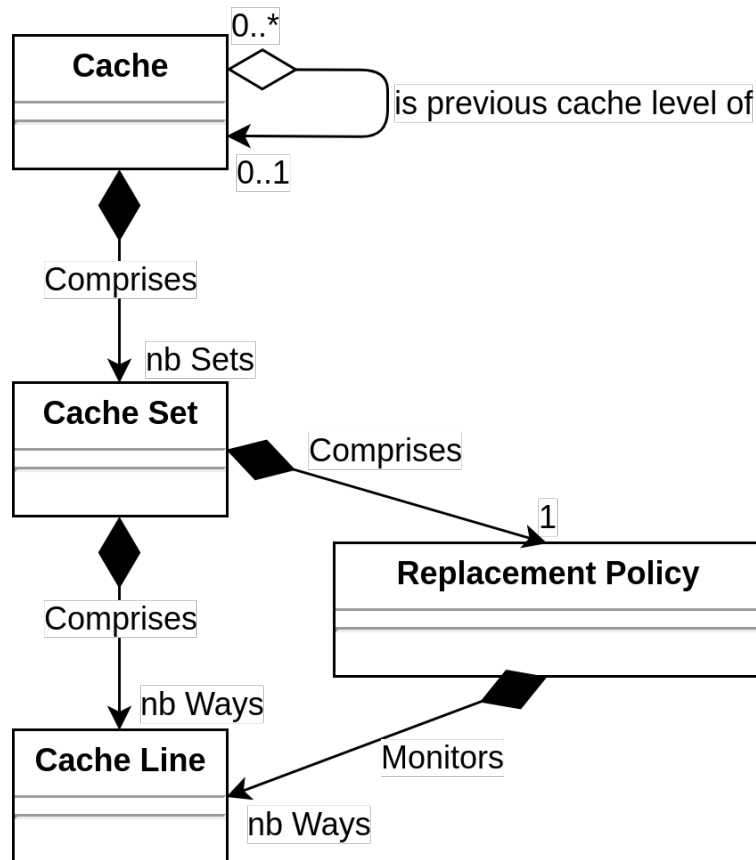 0..*
Cache
is previous cache level of
0..1
Comprises
nb Sets
Cache Set
Comprises
1
Replacement Policy
Comprises
nb Ways
Cache Line
Monitors
nb Ways